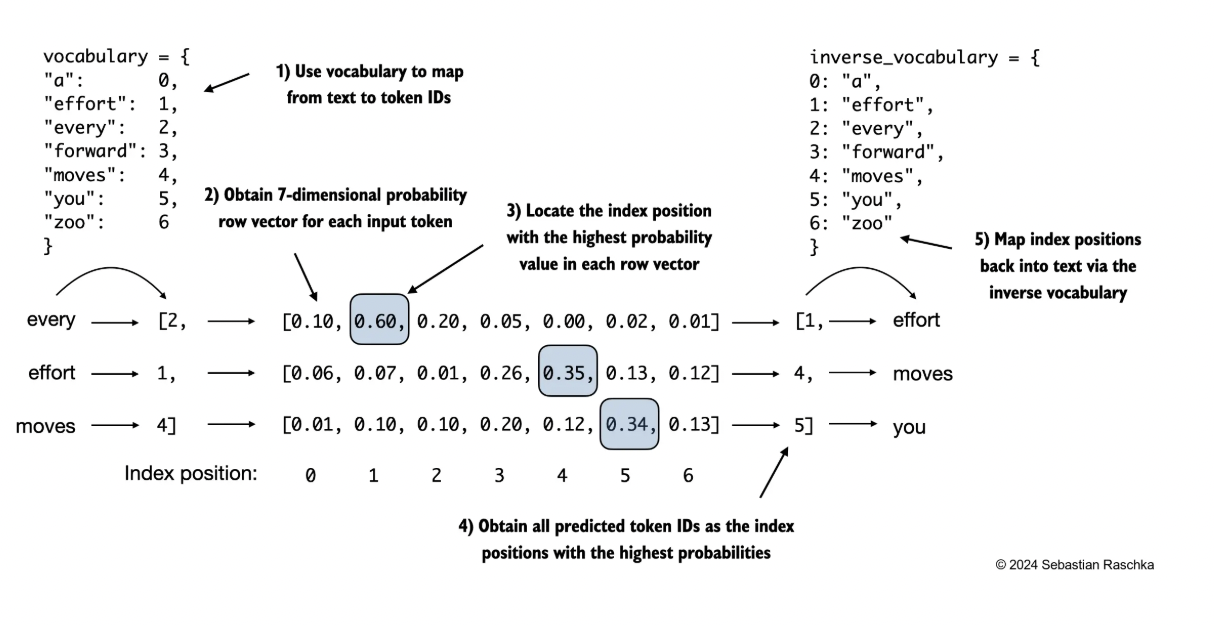 vocabulary = {
"a": 0,
"effort": 1,
"every": 2,
"forward": 3,
"moves": 4,
"you": 5,
"zoo": 6
}
1) Use vocabulary to map
from text to token IDs
2) Obtain 7-dimensional probability
row vector for each input token
3) Locate the index position
with the highest probability
value in each row vector
inverse_vocabulary = {
0: "a",
1: "effort",
2: "every",
3: "forward",
4: "moves",
5: "you",
6: "zoo"
}
5) Map index positions
back into text via the
inverse vocabulary
every [2, [0.10, 0.60, 0.20, 0.05, 0.00, 0.02, 0.01] [1, effort
effort 1, [0.06, 0.07, 0.01, 0.26, 0.35, 0.13, 0.12] 4, moves
moves 4] [0.01, 0.10, 0.10, 0.20, 0.12, 0.34, 0.13] 5] you
Index position: 0 1 2 3 4 5 6
4) Obtain all predicted token IDs as the index
positions with the highest probabilities
© 2024 Sebastian Raschka